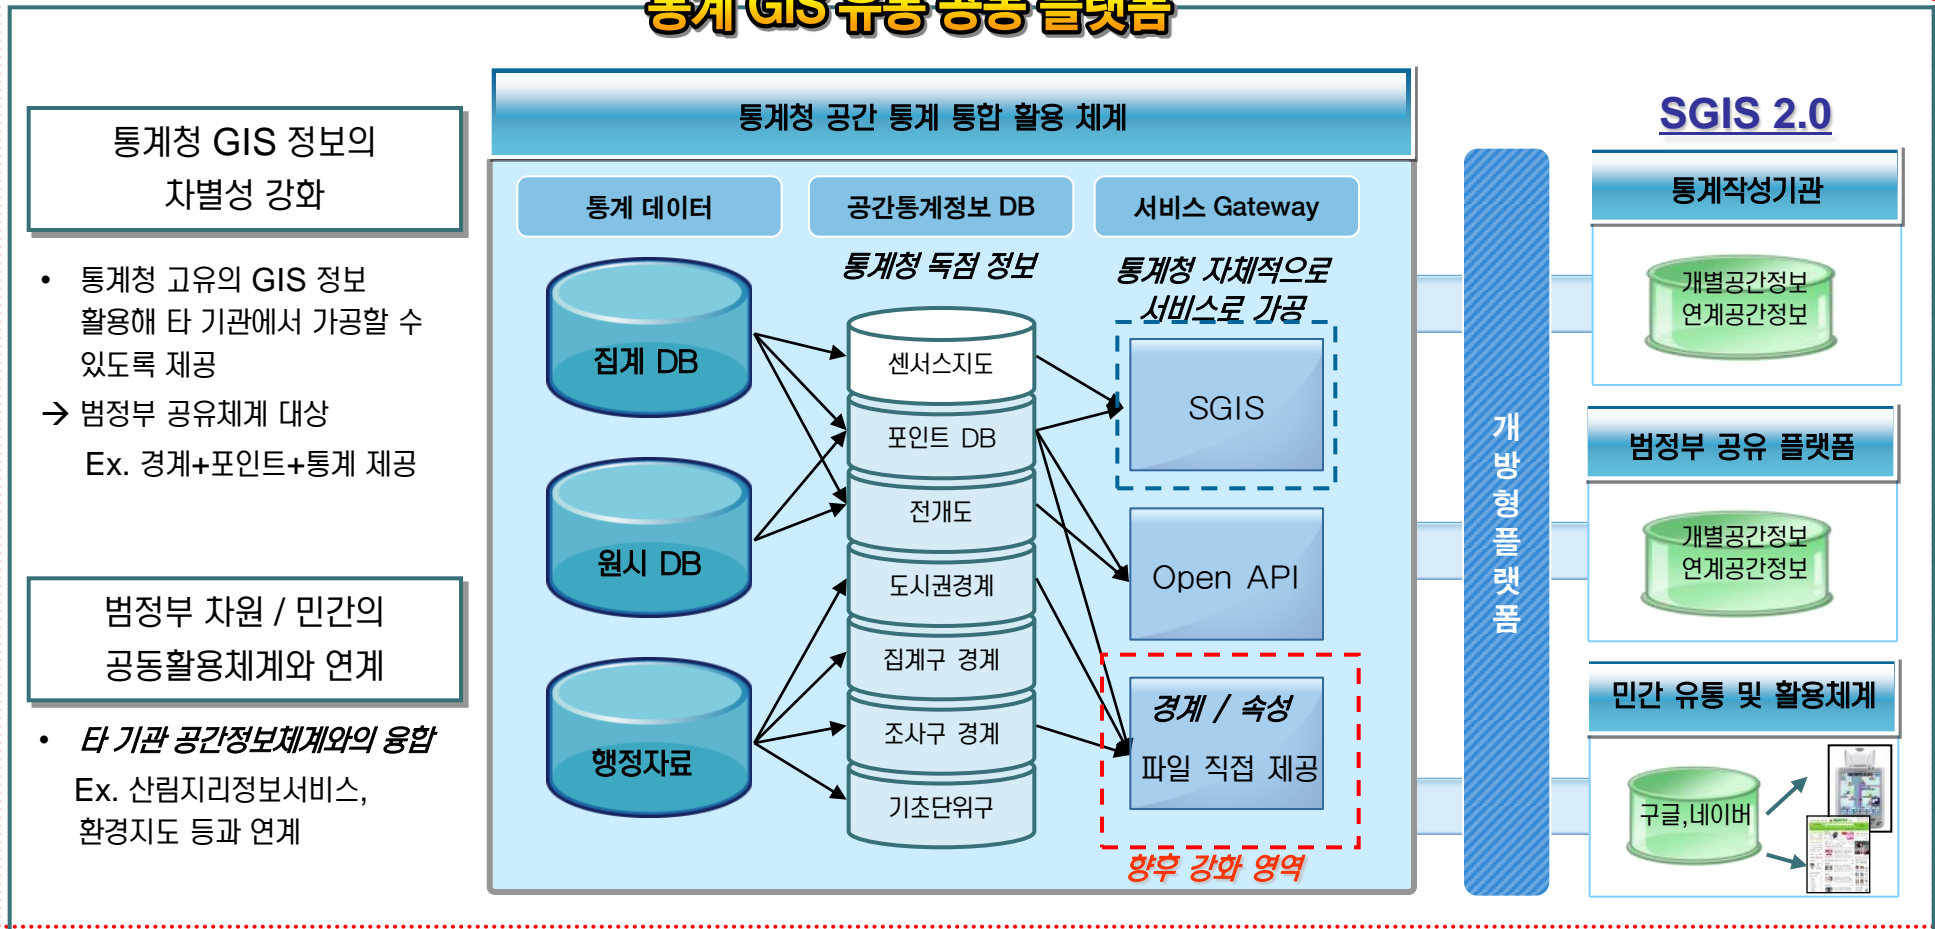 통계 GIS 유통 공동 플랫폼
통계청 GIS 정보의
차별성 강화
• 통계청 고유의 GIS 정보
활용해 타 기관에서 가공할 수
있도록 제공
→ 범정부 공유체계 대상
Ex. 경계+포인트+통계 제공
범정부 차원 / 민간의
공동활용체계와 연계
• 타 기관 공간정보체계와의 융합
Ex. 산림지리정보서비스,
환경지도 등과 연계
통계청 공간 통계 통합 활용 체계
통계 데이터
집계 DB
원시 DB
행정자료
공간통계정보 DB
통계청 독점 정보
센서스지도
포인트 DB
전개도
도시권경계
집계구 경계
조사구 경계
기초단위구
서비스 Gateway
통계청 자체적으로
서비스로 가공
SGIS
Open API
경계 / 속성
파일 직접 제공
향후 강화 영역
개
방
형
플
랫
폼
SGIS 2.0
통계작성기관
개별공간정보
연계공간정보
범정부 공유 플랫폼
개별공간정보
연계공간정보
민간 유통 및 활용체계
구글,네이버